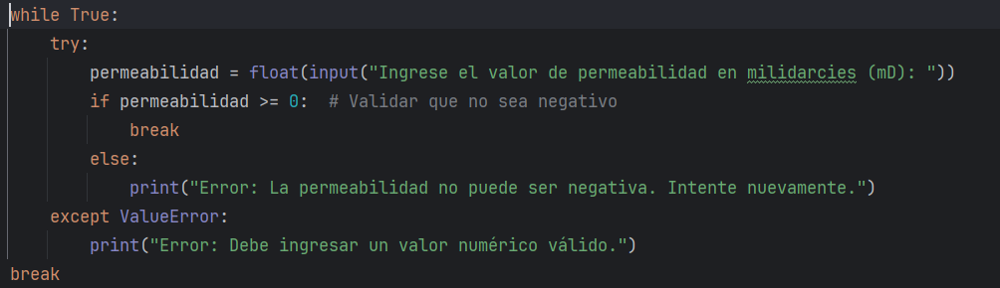 while True:
    try:
        permeabilidad = float(input("Ingrese el valor de permeabilidad en milidarcies (mD): "))
        if permeabilidad >= 0:  # Validar que no sea negativo
            break
        else:
            print("Error: La permeabilidad no puede ser negativa. Intente nuevamente.")
    except ValueError:
        print("Error: Debe ingresar un valor numérico válido.")
break